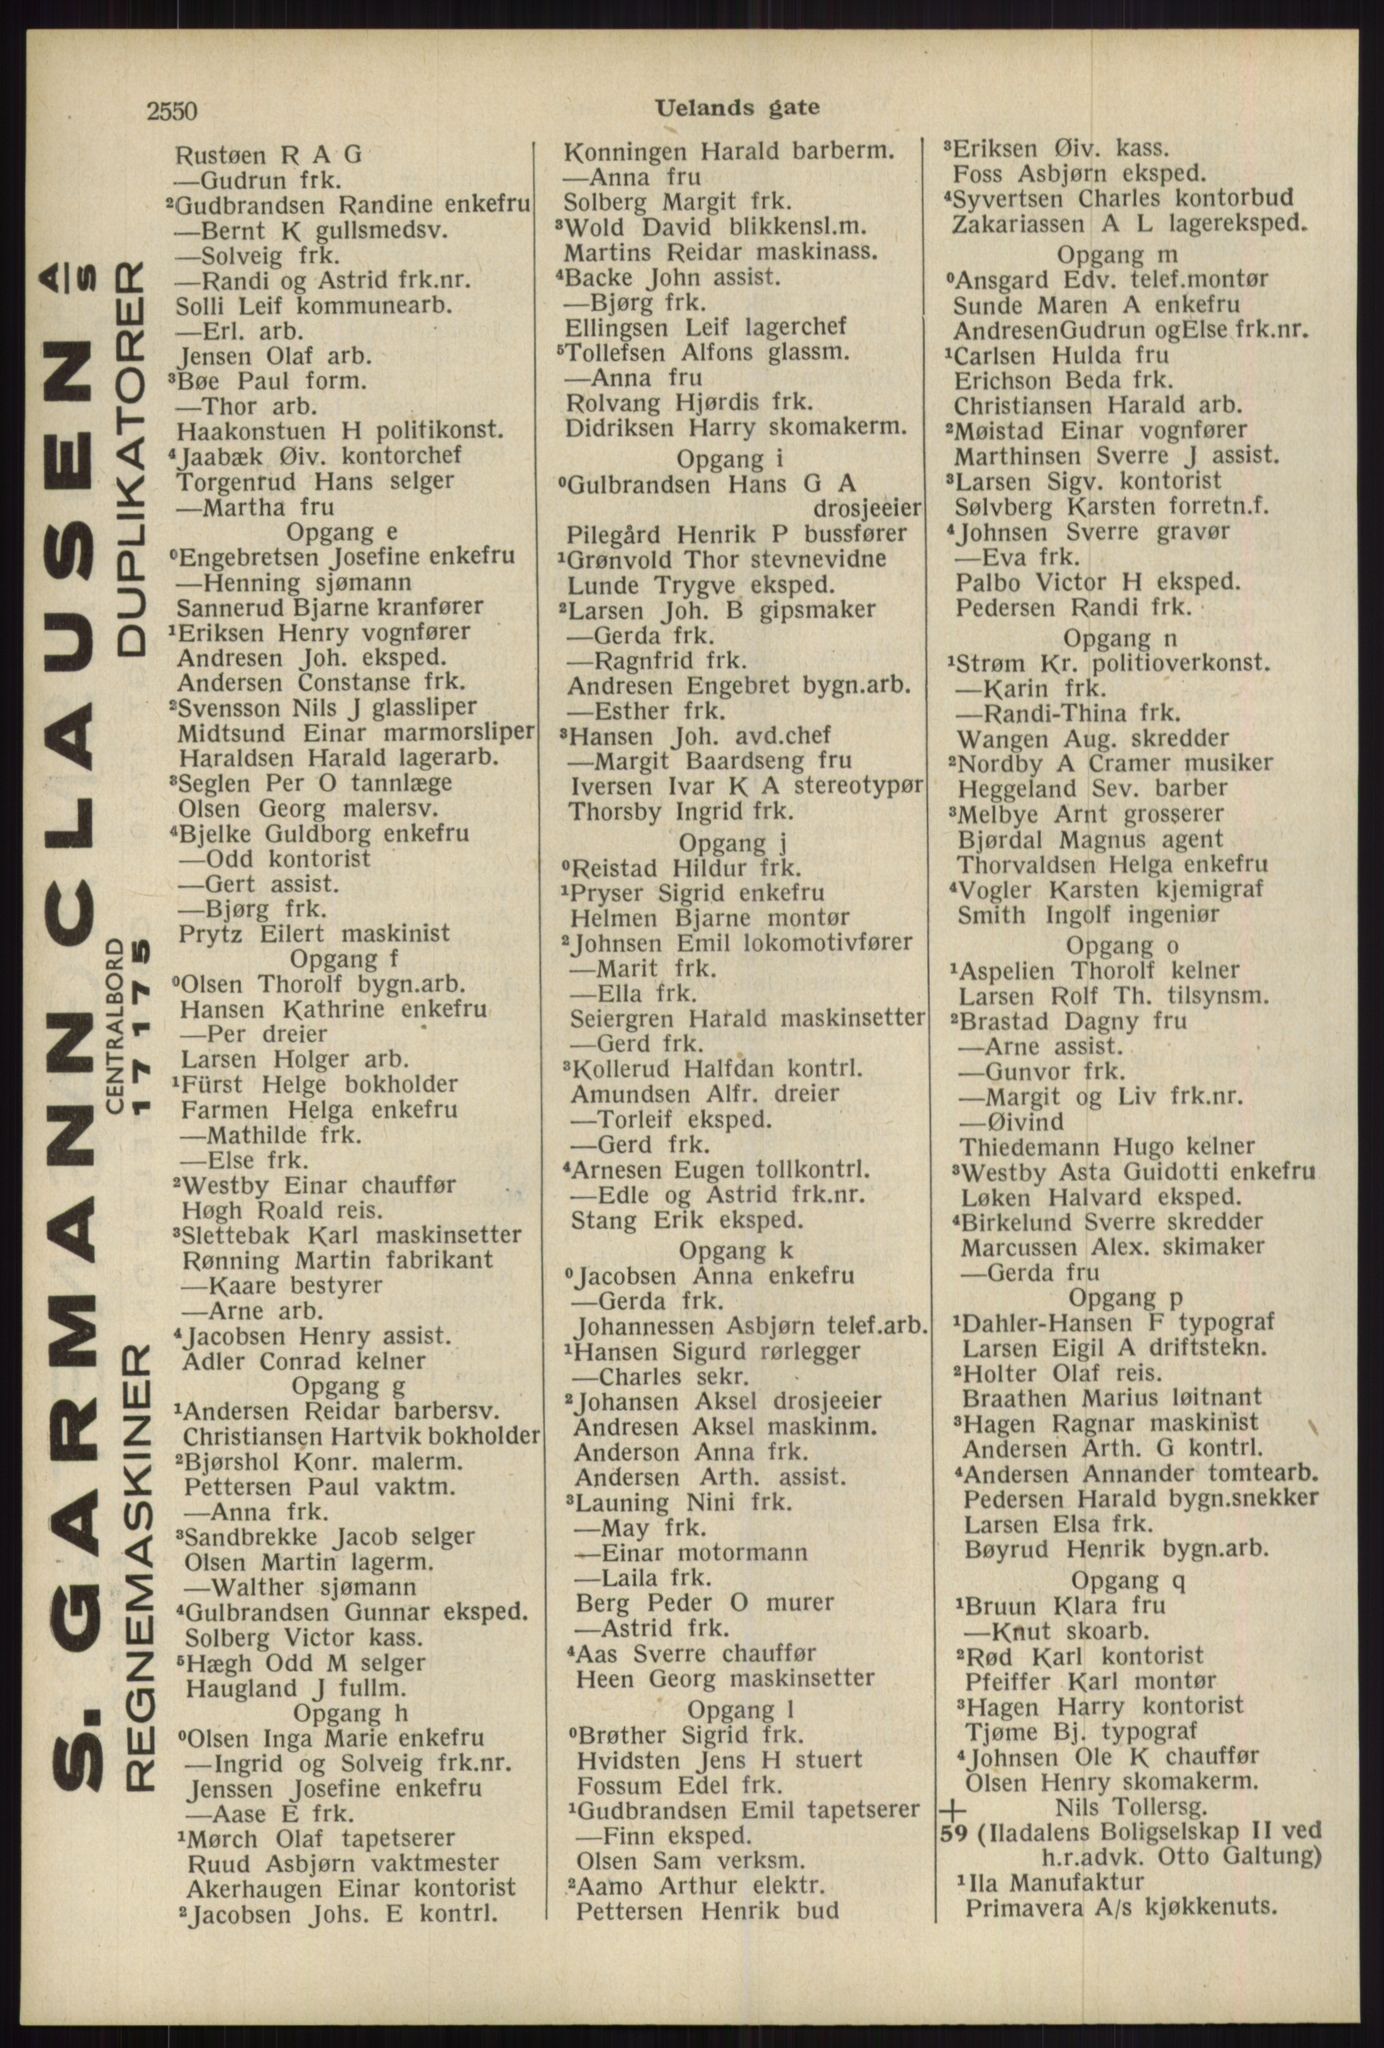 2550
Uelands gate
S. GARMANN CLAUSEN A/S
REGNEMASKINER
CENTRALBORD
17175
DUPLIKATORER
Rustøen R A G
—Gudrun frk.
²Gudbrandsen Randine enkefru
—Bernt K gullsmedsv.
—Solveig frk.
—Randi og Astrid frk.nr.
Solli Leif kommunearb.
—Erl. arb.
Jensen Olaf arb.
³Bøe Paul form.
—Thor arb.
Haakonstuen H politikonst.
⁴Jaabæk Øiv. kontorchef
Torgenrud Hans selger
—Martha fru
Opgang e
⁰Engebretsen Josefine enkefru
—Henning sjømann
Sannerud Bjarne kranfører
¹Eriksen Henry vognfører
Andresen Joh. eksped.
Andersen Constanse frk.
²Svensson Nils J glassliper
Midtsund Einar marmorsliper
Haraldsen Harald lagerarb.
³Seglen Per O tannlæge
Olsen Georg malersv.
⁴Bjelke Guldborg enkefru
—Odd kontorist
—Gert assist.
—Bjørg frk.
Prytz Eilert maskinist
Opgang f
⁰Olsen Thorolf bygn.arb.
Hansen Kathrine enkefru
—Per dreier
Larsen Holger arb.
¹Fürst Helge bokholder
Farmen Helga enkefru
—Mathilde frk.
—Else frk.
²Westby Einar chauffør
Høgh Roald reis.
³Slettebak Karl maskinsetter
Rønning Martin fabrikant
—Kaare bestyrer
—Arne arb.
⁴Jacobsen Henry assist.
Adler Conrad kelner
Opgang g
¹Andersen Reidar barbersv.
Christiansen Hartvik bokholder
²Bjørshol Konr. malerm.
Pettersen Paul vaktm.
—Anna frk.
³Sandbrekke Jacob selger
Olsen Martin lagerm.
—Walther sjømann
⁴Gulbrandsen Gunnar eksped.
Solberg Victor kass.
⁵Hægh Odd M selger
Haugland J fullm.
Opgang h
⁰Olsen Inga Marie enkefru
—Ingrid og Solveig frk.nr.
Jenssen Josefine enkefru
—Aase E frk.
¹Mørch Olaf tapetserer
Ruud Asbjørn vaktmester
Akerhaugen Einar kontorist
²Jacobsen Johs. E kontrl.
Konningen Harald barberm.
—Anna fru
Solberg Margit frk.
³Wold David blikkensl.m.
Martins Reidar maskinass.
⁴Backe John assist.
—Bjørg frk.
Ellingsen Leif lagerchef
⁵Tollefsen Alfons glassm.
—Anna fru
Rolvang Hjørdis frk.
Didriksen Harry skomakerm.
Opgang i
⁰Gulbrandsen Hans G A
drosjeeier
Pilegård Henrik P bussfører
¹Grønvold Thor stevnevidne
Lunde Trygve eksped.
²Larsen Joh. B gipsmaker
—Gerda frk.
—Ragnfrid frk.
Andresen Engebret bygn.arb.
—Esther frk.
³Hansen Joh. avd.chef
—Margit Baardseng fru
Iversen Ivar K A stereotypør
Thorsby Ingrid frk.
Opgang j
⁰Reistad Hildur frk.
¹Pryser Sigrid enkefru
Helmen Bjarne montør
²Johnsen Emil lokomotivfører
—Marit frk.
—Ella frk.
Seiergren Harald maskinsetter
—Gerd frk.
³Kollerud Halfdan kontrl.
Amundsen Alfr. dreier
—Torleif eksped.
—Gerd frk.
⁴Arnesen Eugen tollkontrl.
—Edle og Astrid frk.nr.
Stang Erik eksped.
Opgang k
⁰Jacobsen Anna enkefru
—Gerda frk.
Johannessen Asbjørn telef.arb.
¹Hansen Sigurd rørlegger
—Charles sekr.
²Johansen Aksel drosjeeier
Andresen Aksel maskinm.
Anderson Anna frk.
Andersen Arth. assist.
³Launing Nini frk.
—May frk.
—Einar motormann
—Laila frk.
Berg Peder O murer
—Astrid frk.
⁴Aas Sverre chauffør
Heen Georg maskinsetter
Opgang l
⁰Brøther Sigrid frk.
Hvidsten Jens H stuert
Fossum Edel frk.
¹Gudbrandsen Emil tapetserer
—Finn eksped.
Olsen Sam verksm.
²Aamo Arthur elektr.
Pettersen Henrik bud
³Eriksen Øiv. kass.
Foss Asbjørn eksped.
⁴Syvertsen Charles kontorbud
Zakariassen A L lagereksped.
Opgang m
⁰Ansgard Edv. telef.montør
Sunde Maren A enkefru
AndresenGudrun ogElse frk.nr.
¹Carlsen Hulda fru
Erichson Beda frk.
Christiansen Harald arb.
²Møistad Einar vognfører
Marthinsen Sverre J assist.
³Larsen Sigv. kontorist
Sølvberg Karsten forretn.f.
⁴Johnsen Sverre gravør
—Eva frk.
Palbo Victor H eksped.
Pedersen Randi frk.
Opgang n
¹Strøm Kr. politioverkonst.
—Karin frk.
—Randi-Thina frk.
Wangen Aug. skredder
²Nordby A Cramer musiker
Heggeland Sev. barber
³Melbye Arnt grosserer
Bjørdal Magnus agent
Thorvaldsen Helga enkefru
⁴Vogler Karsten kjemigraf
Smith Ingolf ingeniør
Opgang o
¹Aspelien Thorolf kelner
Larsen Rolf Th. tilsynsm.
²Brastad Dagny fru
—Arne assist.
—Gunvor frk.
—Margit og Liv frk.nr.
—Øivind
Thiedemann Hugo kelner
³Westby Asta Guidotti enkefru
Løken Halvard eksped.
⁴Birkelund Sverre skredder
Marcussen Alex. skimaker
—Gerda fru
Opgang p
¹Dahler-Hansen F typograf
Larsen Eigil A driftstekn.
²Holter Olaf reis.
Braathen Marius løitnant
³Hagen Ragnar maskinist
Andersen Arth. G kontrl.
⁴Andersen Annander tomtearb.
Pedersen Harald bygn.snekker
Larsen Elsa frk.
Bøyrud Henrik bygn.arb.
Opgang q
¹Bruun Klara fru
—Knut skoarb.
²Rød Karl kontorist
Pfeiffer Karl montør
³Hagen Harry kontorist
Tjøme Bj. typograf
⁴Johnsen Ole K chauffør
Olsen Henry skomakerm.
+ Nils Tollersg.
59 (Iladalens Boligselskap II ved
h.r.advk. Otto Galtung)
¹Ila Manufaktur
Primavera A/s kjøkkenuts.